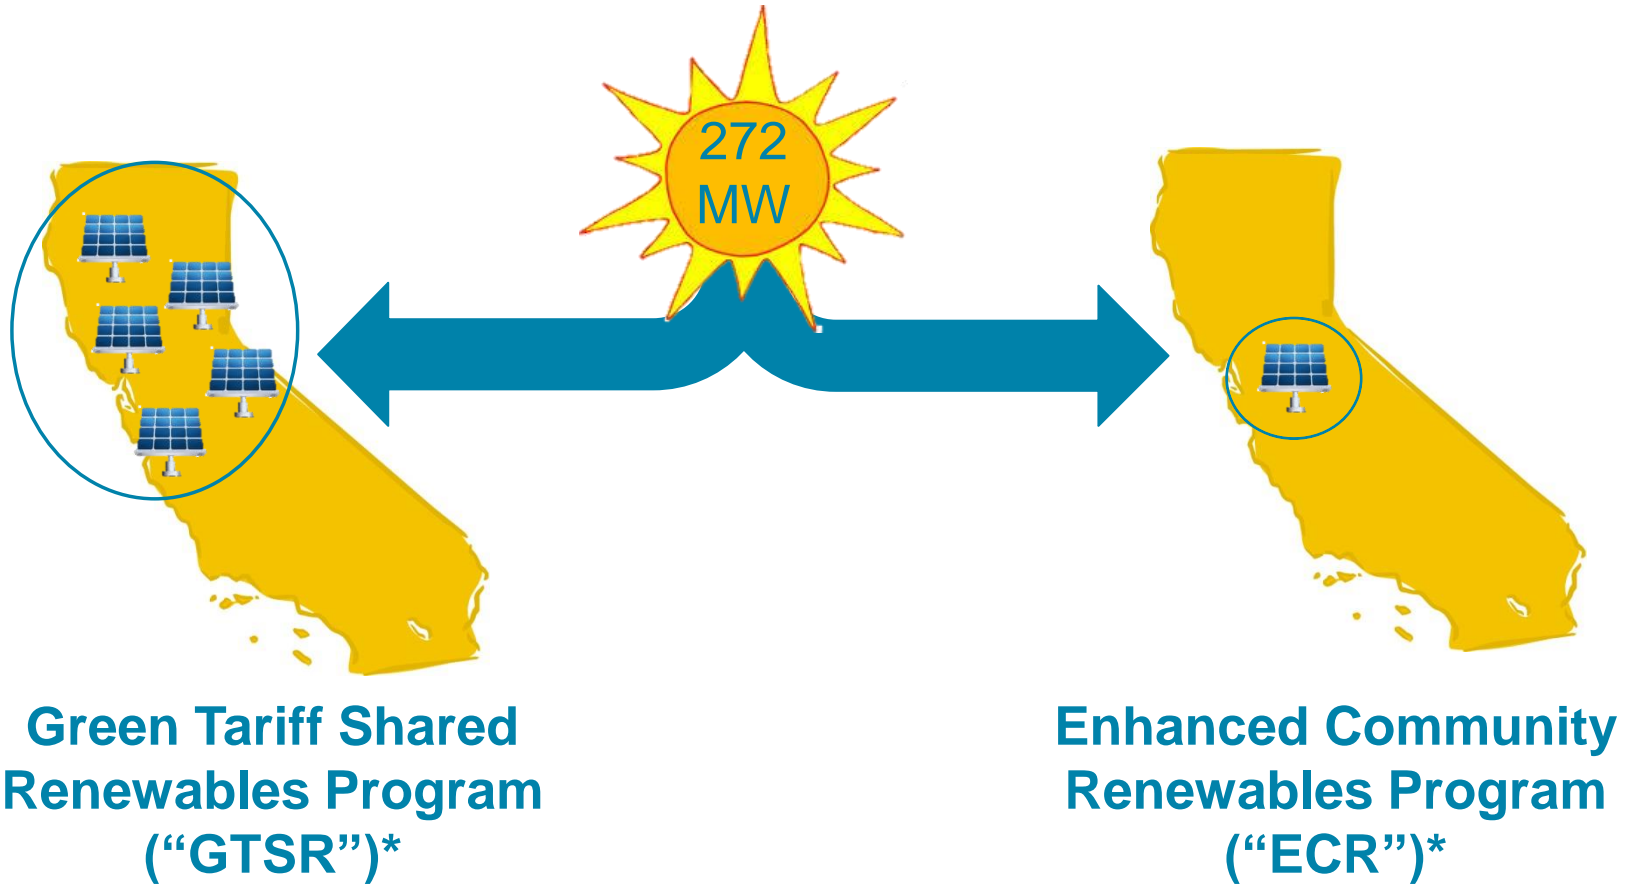 272
MW
Green Tariff Shared
Renewables Program
(“GTSR”)*
Enhanced Community
Renewables Program
(“ECR”)*